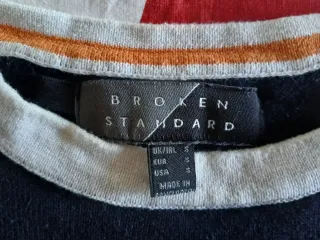 BROKEN
STANDARD
UK/IRL S
EUR S
USA S
MADE IN